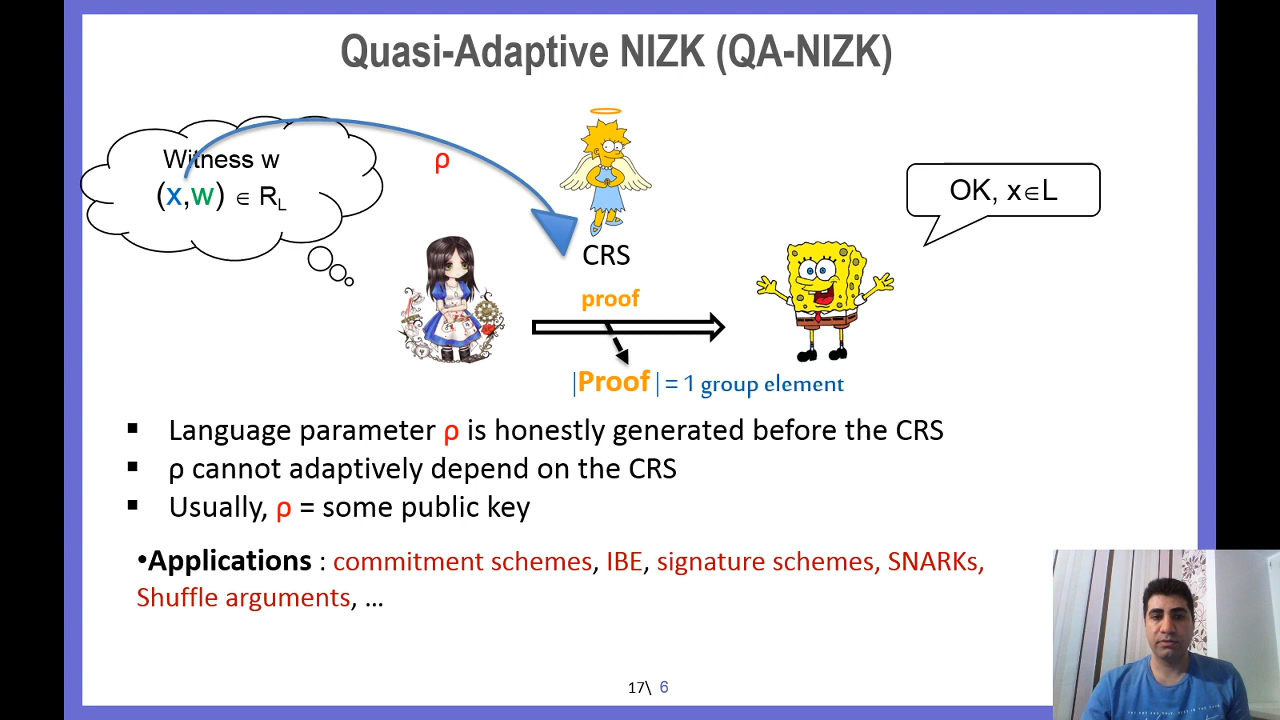 Quasi-Adaptive NIZK (QA-NIZK)
Witness w
(x,w) ∈ R_L
ρ
CRS
OK, x∈L
proof
|Proof| = 1 group element
▪ Language parameter ρ is honestly generated before the CRS
▪ ρ cannot adaptively depend on the CRS
▪ Usually, ρ = some public key
•Applications : commitment schemes, IBE, signature schemes, SNARKs,
Shuffle arguments, …
17\ 6